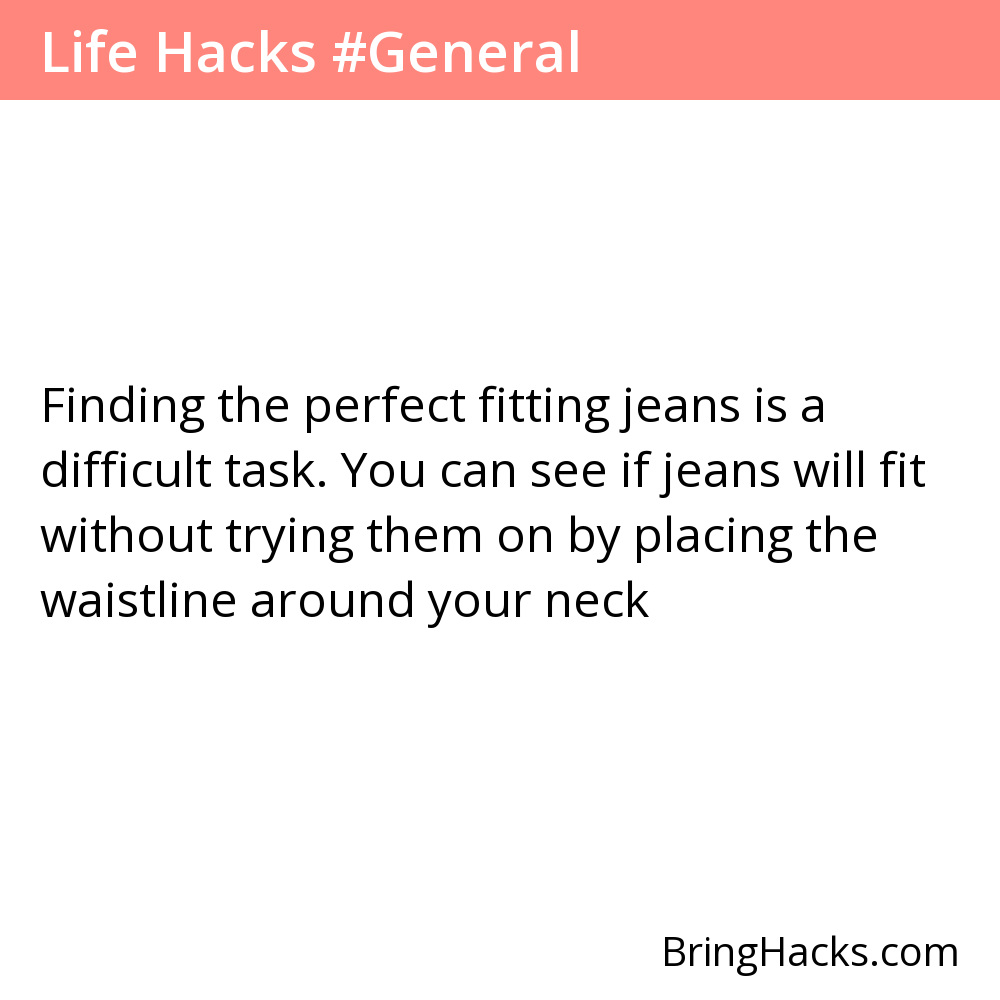 Life Hacks #General
Finding the perfect fitting jeans is a
difficult task. You can see if jeans will fit
without trying them on by placing the
waistline around your neck
BringHacks.com